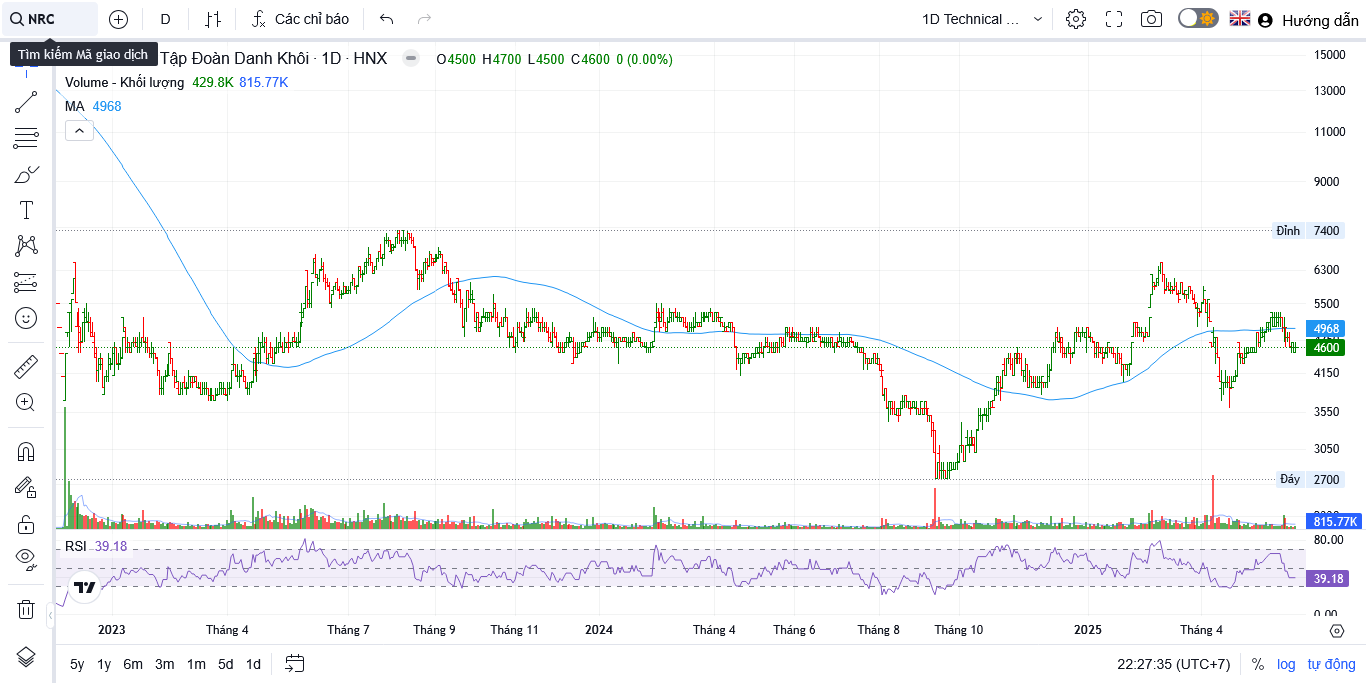 NRC
D
Các chỉ báo
1D Technical ...
Hướng dẫn
Tìm kiếm Mã giao dịch
Tập Đoàn Danh Khôi · 1D · HNX
O4500 H4700 L4500 C4600 0 (0.00%)
Volume - Khối lượng 429.8K 815.77K
MA 4968
15000
13000
11000
9000
Đỉnh 7400
6300
5500
4968
4600
4150
3550
3050
Đáy 2700
815.77K
RSI 39.18
80.00
39.18
0.00
2023 Tháng 4 Tháng 7 Tháng 9 Tháng 11 2024 Tháng 4 Tháng 6 Tháng 8 Tháng 10 2025 Tháng 4
5y 1y 6m 3m 1m 5d 1d
22:27:35 (UTC+7) % log tự động